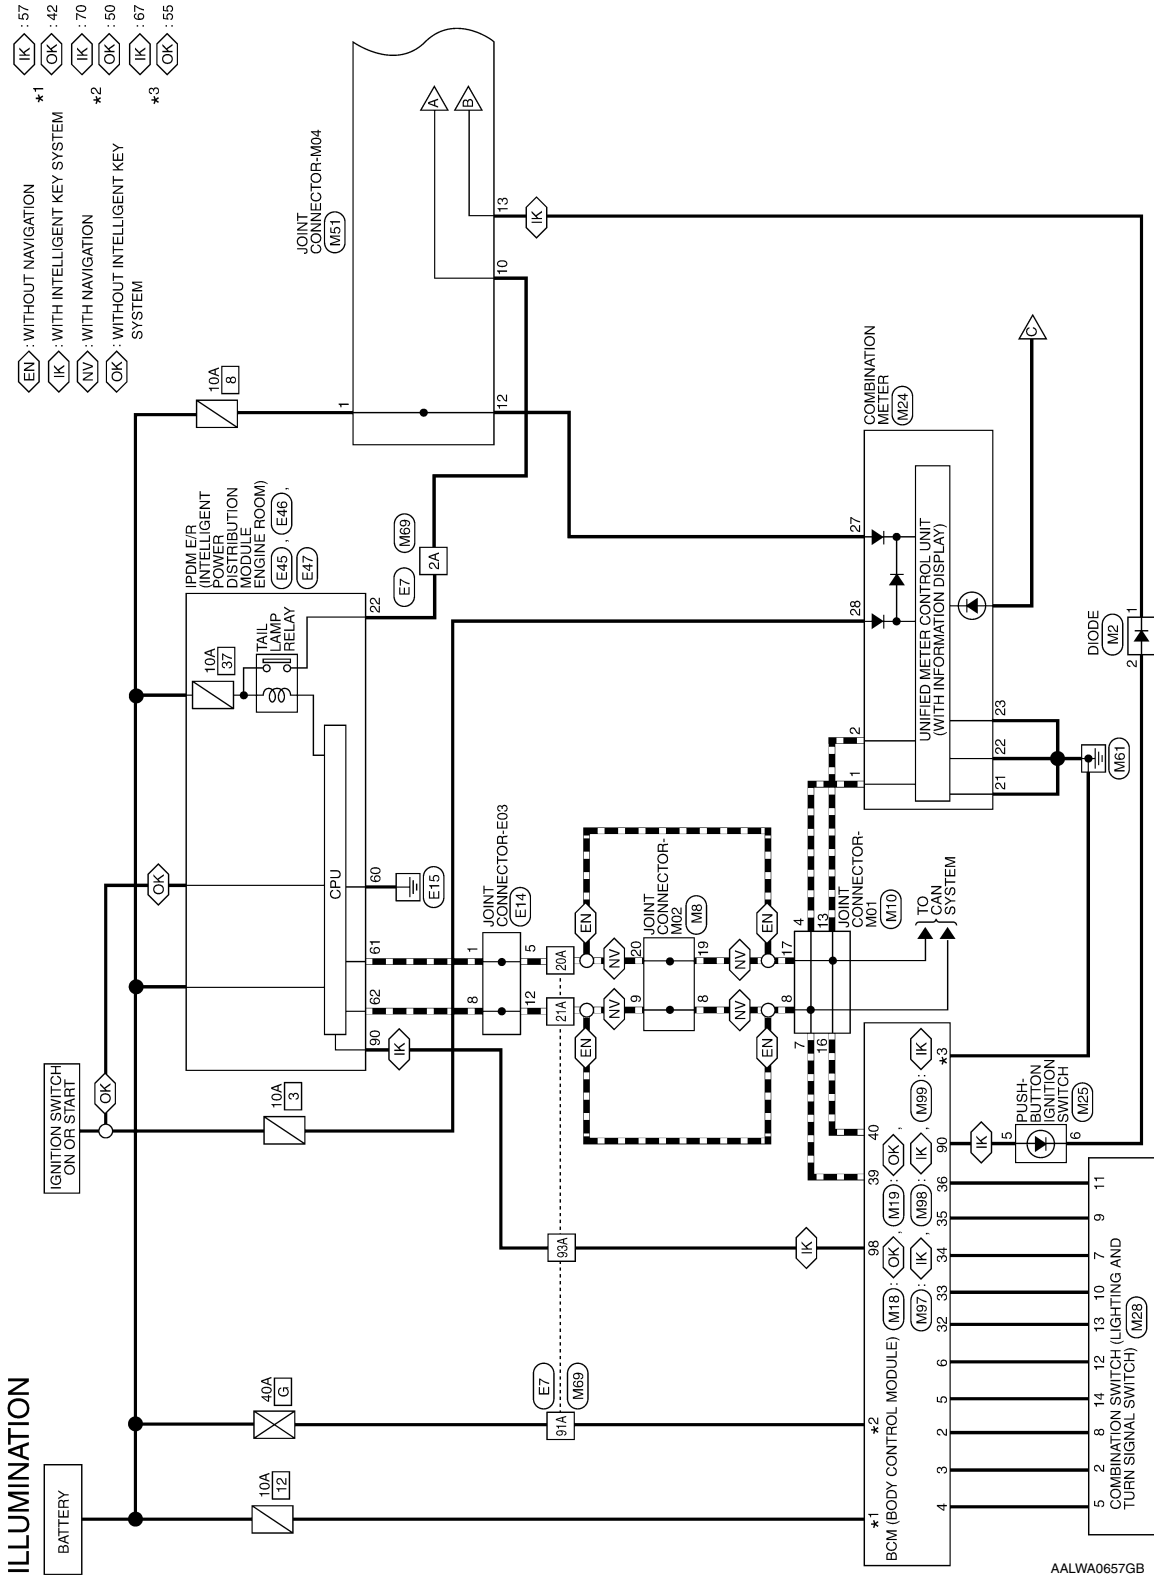 ILLUMINATION
EN : WITHOUT NAVIGATION
IK : WITH INTELLIGENT KEY SYSTEM
NV : WITH NAVIGATION
OK : WITHOUT INTELLIGENT KEY
SYSTEM
*1
IK : 57
OK : 42
*2
IK : 70
OK : 50
*3
IK : 67
OK : 55
BATTERY
IGNITION SWITCH
ON OR START
OK
OK
10A
12
40A
G
10A
3
10A
37
10A
8
IPDM E/R
(INTELLIGENT
POWER
DISTRIBUTION
MODULE
ENGINE ROOM)
E45 , E46 ,
E47
TAIL
LAMP
RELAY
CPU
90
62
61
60
22
IK
E15
E7
M69
2A
JOINT
CONNECTOR-M04
M51
1
12
10
13
A
B
IK
JOINT
CONNECTOR-E03
E14
8
1
12
5
E7
M69
91A
93A
21A
20A
EN
EN
NV
NV
9
20
JOINT
CONNECTOR-
M02
M8
8
19
NV
NV
EN
EN
18
17
4
13
JOINT
CONNECTOR-
M01
M10
7
16
TO
CAN
SYSTEM
IK
COMBINATION
METER
M24
1
2
28
27
UNIFIED METER CONTROL UNIT
(WITH INFORMATION DISPLAY)
21
22
23
M61
C
DIODE
M2
2
1
*1
*2
98
39
40
BCM (BODY CONTROL MODULE)
M18 : OK , M19 : OK ,
M97 : IK , M98 : IK , M99 : IK
4
3
2
5
6
32
33
34
35
36
90
*3
IK
5
6
PUSH-
BUTTON
IGNITION
SWITCH
M25
5
2
8
14
12
13
10
7
9
11
COMBINATION SWITCH (LIGHTING AND
TURN SIGNAL SWITCH)
M28
AALWA0657GB